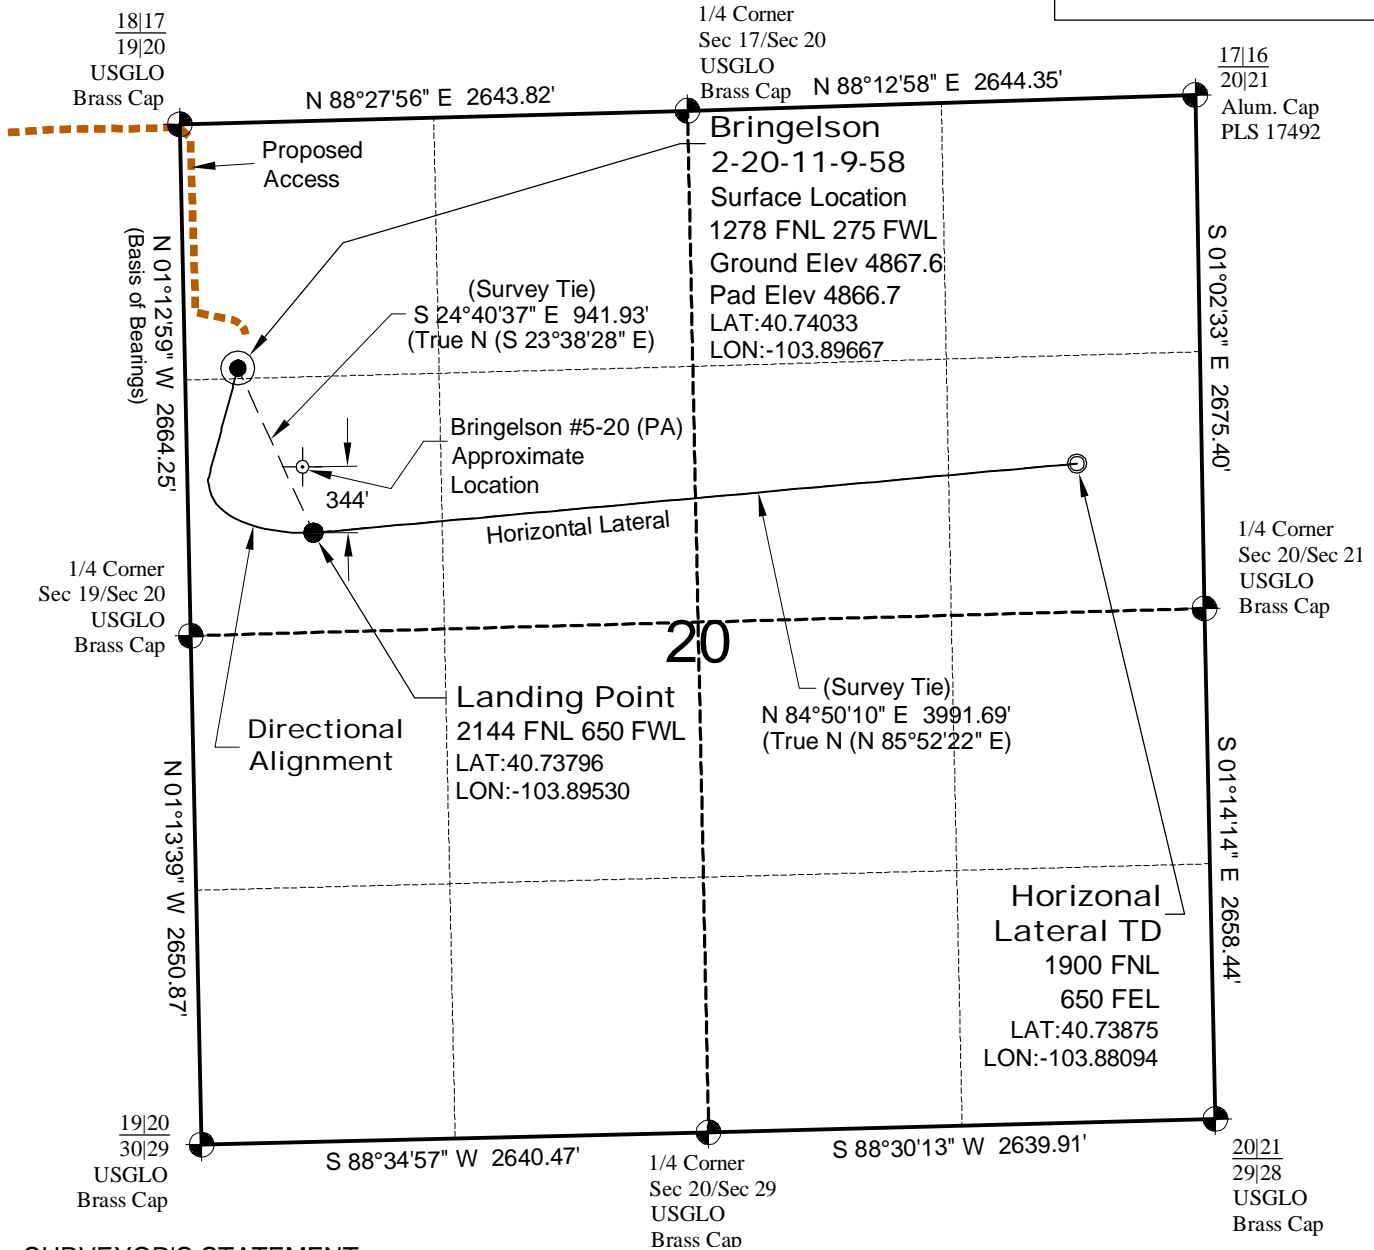 18|17
19|20
USGLO
Brass Cap
1/4 Corner
Sec 17/Sec 20
USGLO
Brass Cap
17|16
20|21
Alum. Cap
PLS 17492
N 88°27'56" E 2643.82'
N 88°12'58" E 2644.35'
Proposed
Access
Bringelson
2-20-11-9-58
Surface Location
1278 FNL 275 FWL
Ground Elev 4867.6
Pad Elev 4866.7
LAT:40.74033
LON:-103.89667
N 01°12'59" W 2664.25'
(Basis of Bearings)
(Survey Tie)
S 24°40'37" E 941.93'
(True N (S 23°38'28" E)
S 01°02'33" E 2675.40'
Bringelson #5-20 (PA)
Approximate
Location
344'
Horizontal Lateral
1/4 Corner
Sec 19/Sec 20
USGLO
Brass Cap
1/4 Corner
Sec 20/Sec 21
USGLO
Brass Cap
20
Landing Point
2144 FNL 650 FWL
LAT:40.73796
LON:-103.89530
(Survey Tie)
N 84°50'10" E 3991.69'
(True N (N 85°52'22" E)
Directional
Alignment
N 01°13'39" W 2650.87'
S 01°14'14" E 2658.44'
Horizonal
Lateral TD
1900 FNL
650 FEL
LAT:40.73875
LON:-103.88094
19|20
30|29
USGLO
Brass Cap
S 88°34'57" W 2640.47'
1/4 Corner
Sec 20/Sec 29
USGLO
Brass Cap
S 88°30'13" W 2639.91'
20|21
29|28
USGLO
Brass Cap
SURVEYOR'S STATEMENT